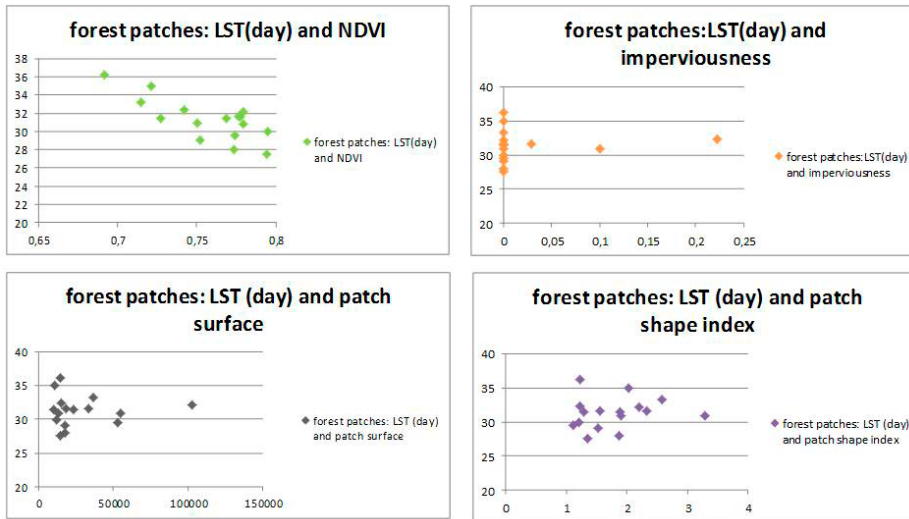 forest patches: LST(day) and NDVI
38
36
34
32
30
28
26
24
22
20
0,65 0,7 0,75 0,8
forest patches: LST(day)
and NDVI
forest patches:LST(day) and
imperviousness
40
35
30
25
20
0 0,05 0,1 0,15 0,2 0,25
forest patches:LST(day)
and imperviousness
forest patches: LST (day) and patch
surface
40
35
30
25
20
0 50000 100000 150000
forest patches: LST (day)
and patch surface
forest patches: LST (day) and patch
shape index
40
35
30
25
20
0 1 2 3 4
forest patches: LST (day)
and patch shape index